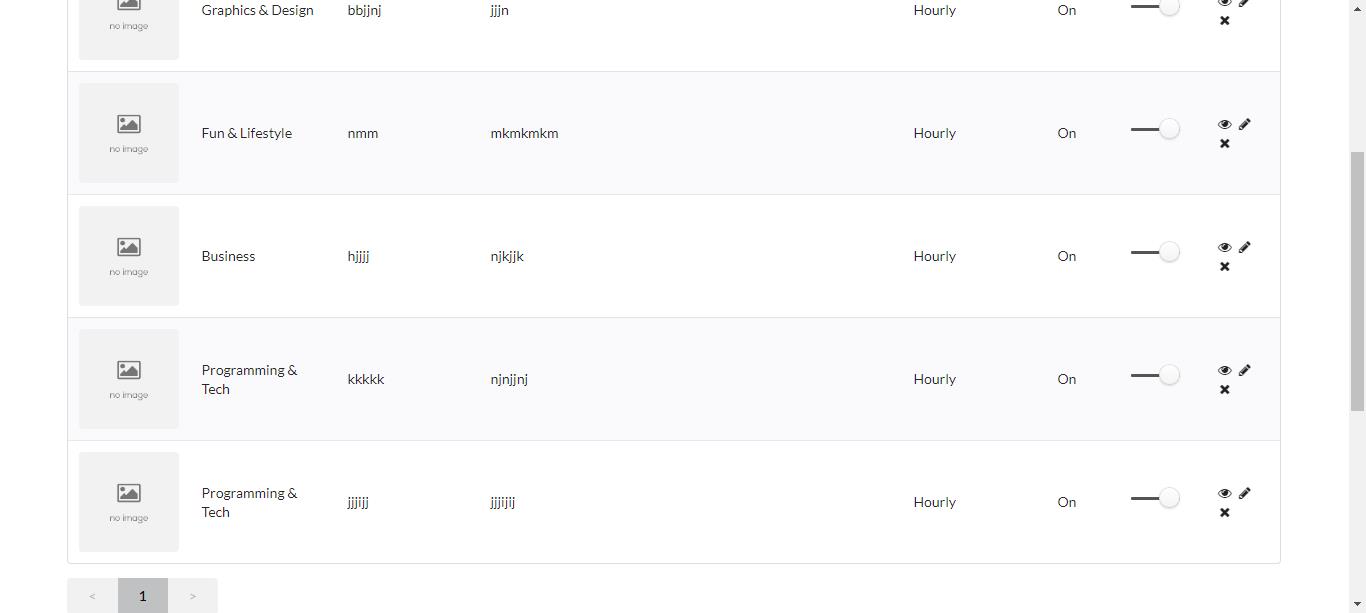 Graphics & Design bbjjnj jjjn Hourly On
no image
Fun & Lifestyle nmm mkmkmkm Hourly On
no image
Business hjjjj njkjjk Hourly On
no image
Programming & Tech kkkkk njnjjnj Hourly On
no image
Programming & Tech jjjijj jjjijij Hourly On
no image
< 1 >